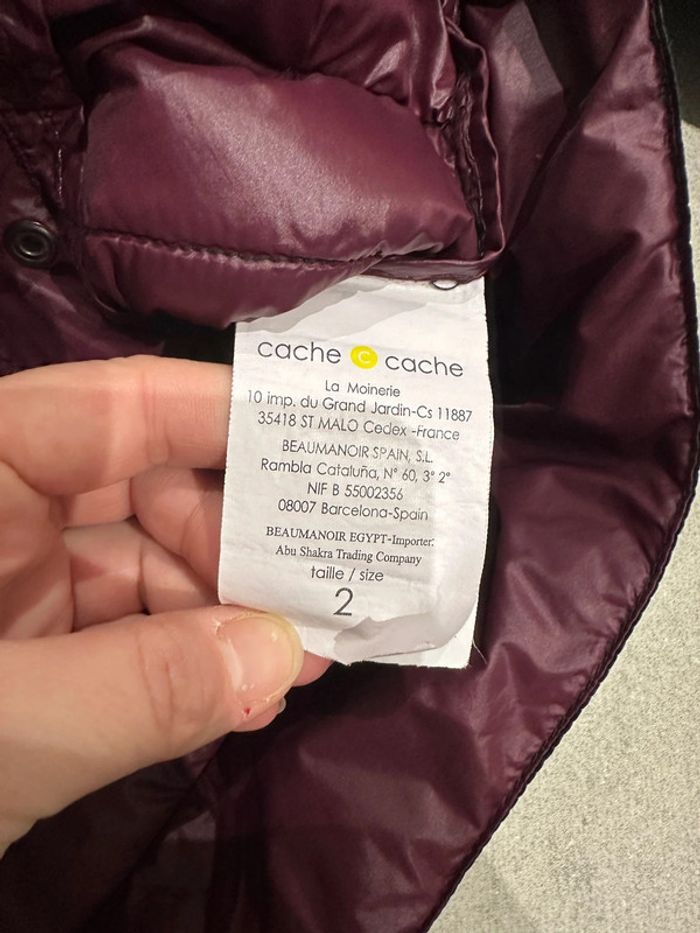 cache c cache
La Moinerie
10 imp. du Grand Jardin-Cs 11887
35418 ST MALO Cedex -France
BEAUMANOIR SPAIN, S.L.
Rambla Cataluña, N° 60, 3° 2°
NIF B 55002356
08007 Barcelona-Spain
BEAUMANOIR EGYPT-Importer:
Abu Shakra Trading Company
taille / size
2